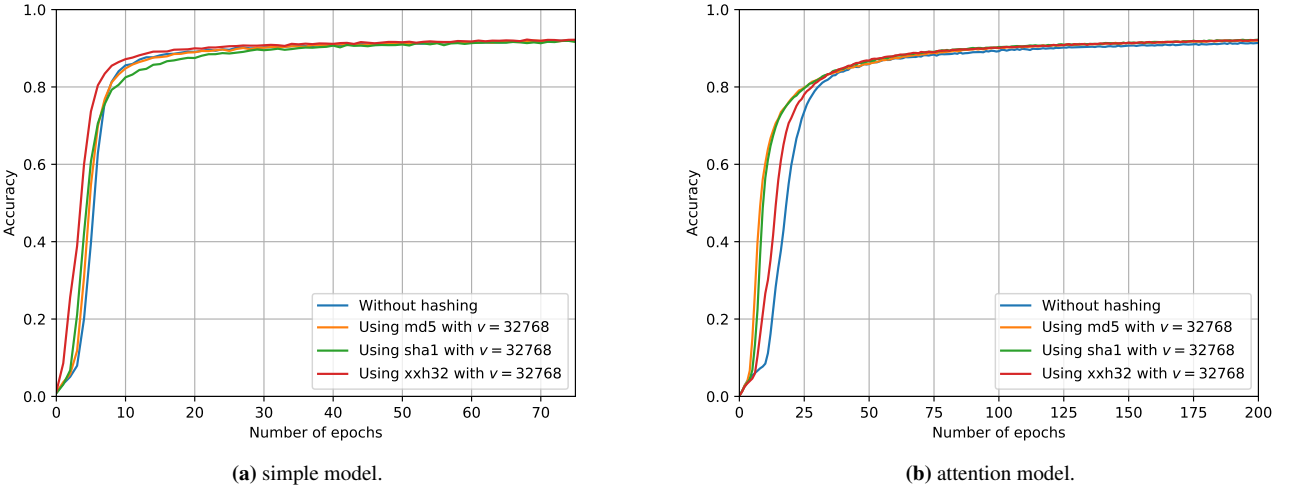 1.0
0.8
0.6
0.4
0.2
0.0
Accuracy
0 10 20 30 40 50 60 70
Number of epochs
Without hashing
Using md5 with v = 32768
Using sha1 with v = 32768
Using xxh32 with v = 32768
(a) simple model.
1.0
0.8
0.6
0.4
0.2
0.0
Accuracy
0 25 50 75 100 125 150 175 200
Number of epochs
Without hashing
Using md5 with v = 32768
Using sha1 with v = 32768
Using xxh32 with v = 32768
(b) attention model.